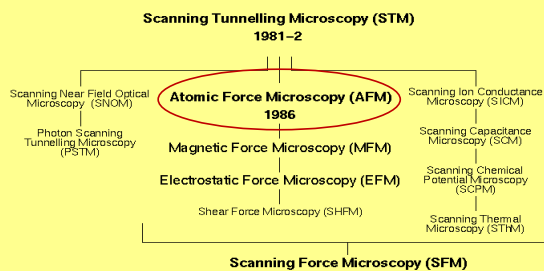 Scanning Tunnelling Microscopy (STM)
1981–2
Scanning Near Field Optical
Microscopy (SNOM)
Photon Scanning
Tunnelling Microscopy
(PSTM)
Atomic Force Microscopy (AFM)
1986
Magnetic Force Microscopy (MFM)
Electrostatic Force Microscopy (EFM)
Shear Force Microscopy (SHFM)
Scanning Ion Conductance
Microscopy (SICM)
Scanning Capacitance
Microscopy (SCM)
Scanning Chemical
Potential Microscopy
(SCPM)
Scanning Thermal
Microscopy (SThM)
Scanning Force Microscopy (SFM)